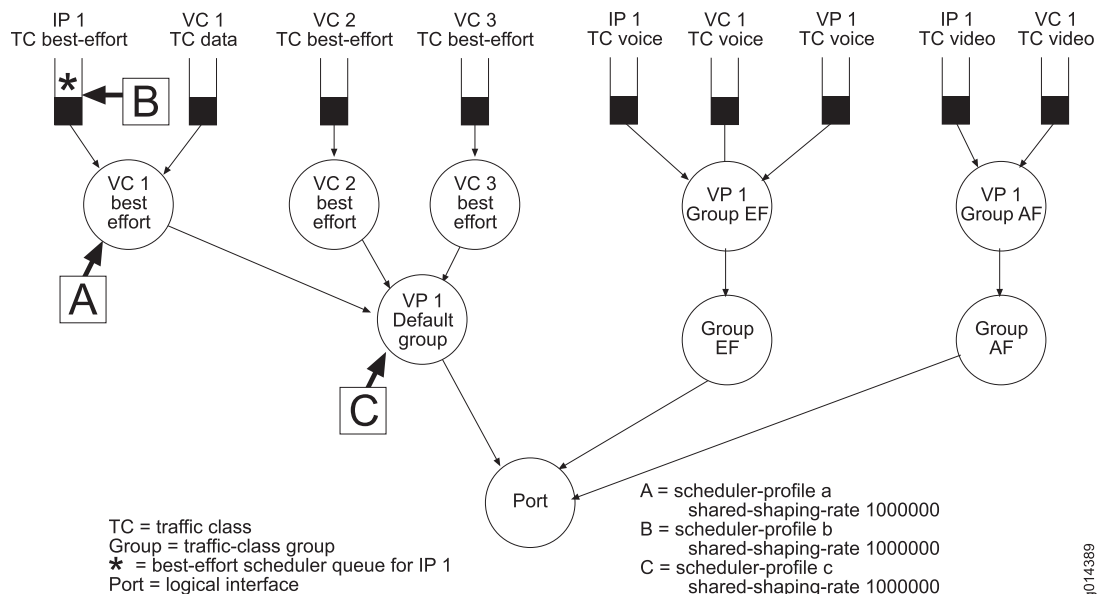 IP 1
TC best-effort
VC 1
TC data
VC 2
TC best-effort
VC 3
TC best-effort
IP 1
TC voice
VC 1
TC voice
VP 1
TC voice
IP 1
TC video
VC 1
TC video
*
B
VC 1
best
effort
VC 2
best
effort
VC 3
best
effort
VP 1
Group EF
VP 1
Group AF
A
VP 1
Default
group
Group
EF
Group
AF
C
Port
TC = traffic class
Group = traffic-class group
* = best-effort scheduler queue for IP 1
Port = logical interface
A = scheduler-profile a
shared-shaping-rate 1000000
B = scheduler-profile b
shared-shaping-rate 1000000
C = scheduler-profile c
shared-shaping-rate 1000000
g014389